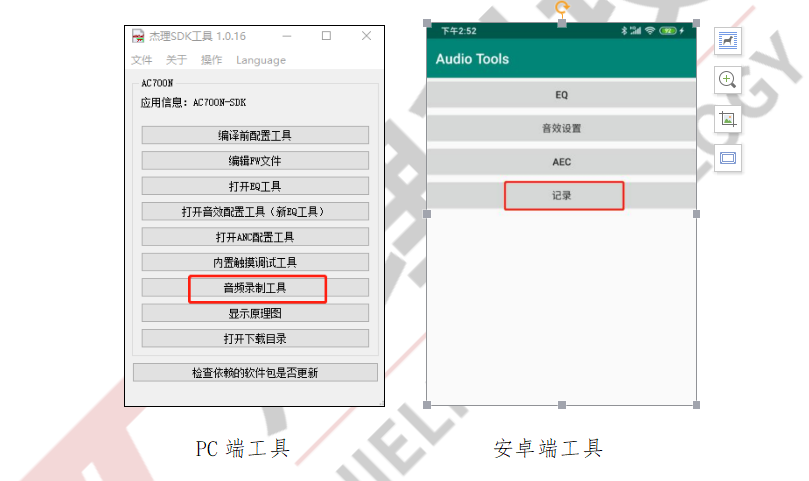 杰理SDK工具 1.0.16
文件 关于 操作 Language
AC700N
应用信息: AC700N-SDK
编译前配置工具
编辑FW文件
打开EQ工具
打开音效配置工具（新EQ工具）
打开ANC配置工具
内置触摸调试工具
音频录制工具
显示原理图
打开下载目录
检查依赖的软件包是否更新
PC 端工具
下午2:52
92
Audio Tools
EQ
音效设置
AEC
记录
安卓端工具